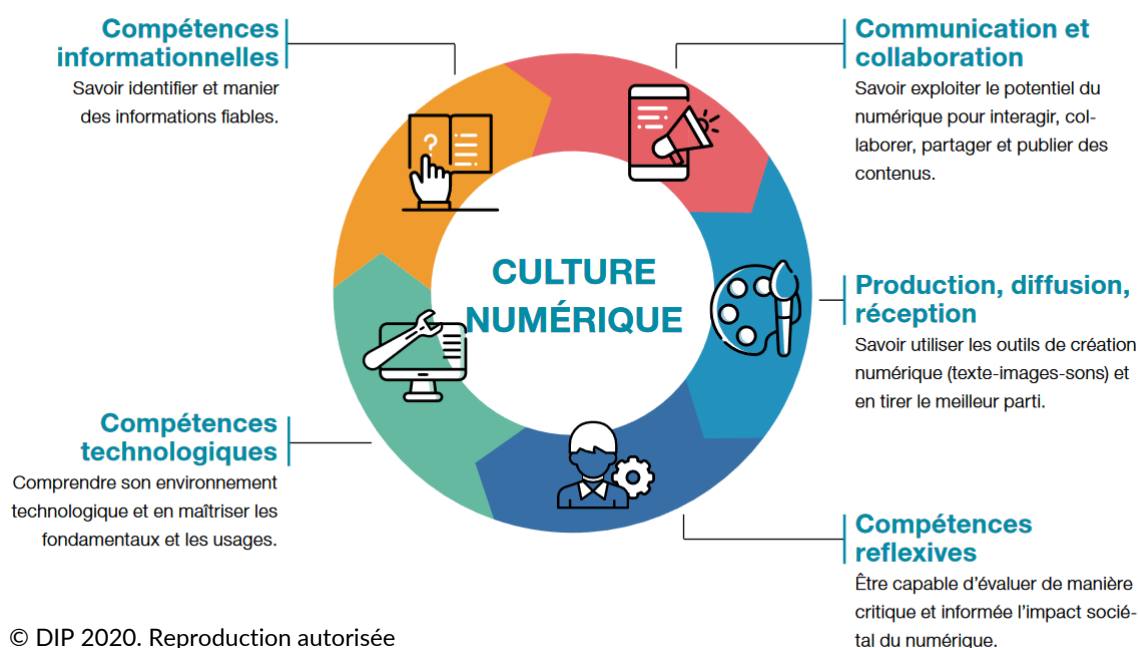 Compétences
informationnelles
Savoir identifier et manier
des informations fiables.
Communication et
collaboration
Savoir exploiter le potentiel du
numérique pour interagir, col-
laborer, partager et publier des
contenus.
?
CULTURE
NUMÉRIQUE
Production, diffusion,
réception
Savoir utiliser les outils de création
numérique (texte-images-sons) et
en tirer le meilleur parti.
Compétences
technologiques
Comprendre son environnement
technologique et en maîtriser les
fondamentaux et les usages.
Compétences
reflexives
Être capable d'évaluer de manière
critique et informée l'impact socié-
tal du numérique.
© DIP 2020. Reproduction autorisée